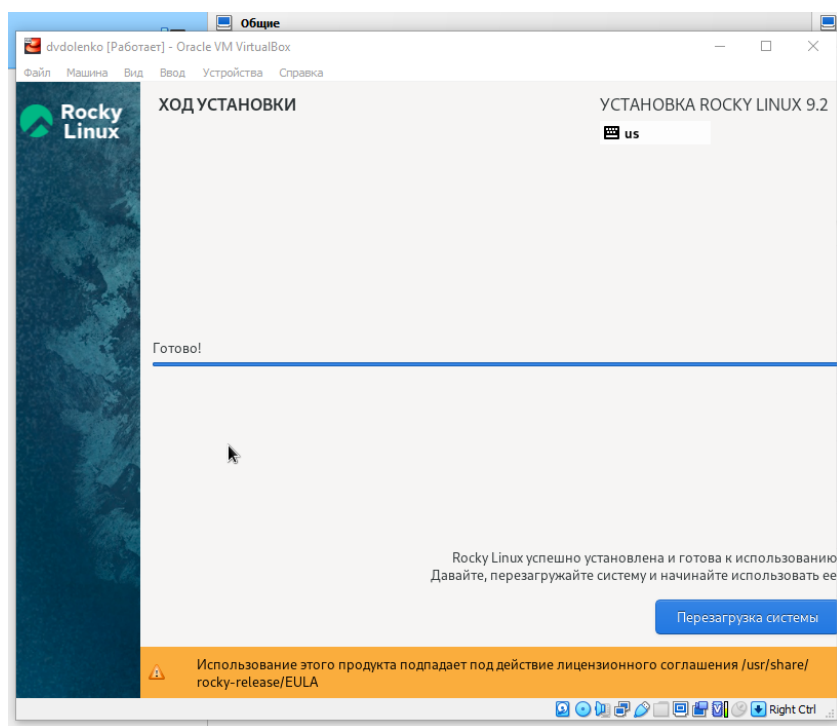 Общие
dvdolenko [Работает] - Oracle VM VirtualBox
Файл Машина Вид Ввод Устройства Справка
Rocky
Linux
ХОД УСТАНОВКИ
УСТАНОВКА ROCKY LINUX 9.2
us
Готово!
Rocky Linux успешно установлена и готова к использованию
Давайте, перезагружайте систему и начинайте использовать ее
Перезагрузка системы
Использование этого продукта подпадает под действие лицензионного соглашения /usr/share/
rocky-release/EULA
Right Ctrl